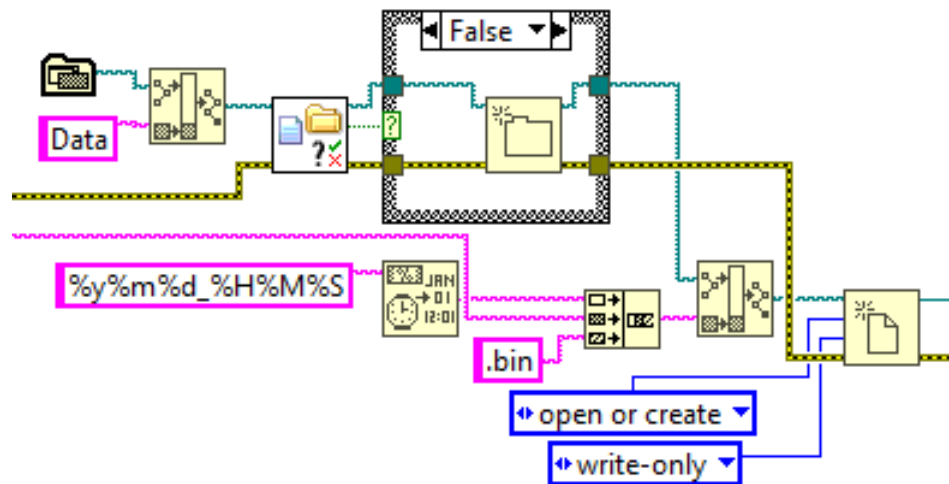 False
Data
?
?
%y%m%d_%H%M%S
%
JAN
01
12:01
.bin
open or create
write-only